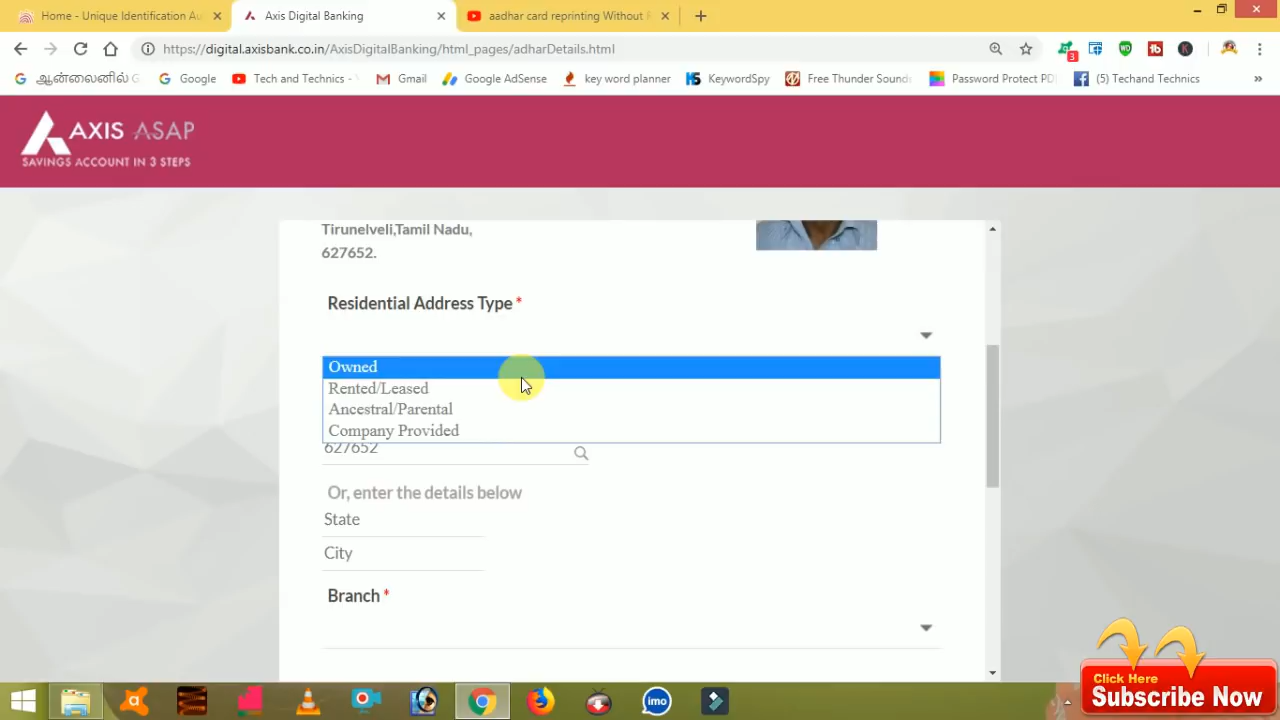 Home - Unique Identification Au
Axis Digital Banking
aadhar card reprinting Without R
https://digital.axisbank.co.in/AxisDigitalBanking/html_pages/adharDetails.html
3
ஆன்லைனில் G
Google
Tech and Technics -
Gmail
Google AdSense
key word planner
KeywordSpy
Free Thunder Sound
Password Protect PD
(5) Techand Technics
»
AXIS ASAP
SAVINGS ACCOUNT IN 3 STEPS
Tirunelveli,Tamil Nadu,
627652.
Residential Address Type *
Owned
Rented/Leased
Ancestral/Parental
Company Provided
627652
Or, enter the details below
State
City
Branch *
Click Here
Subscribe Now
imo